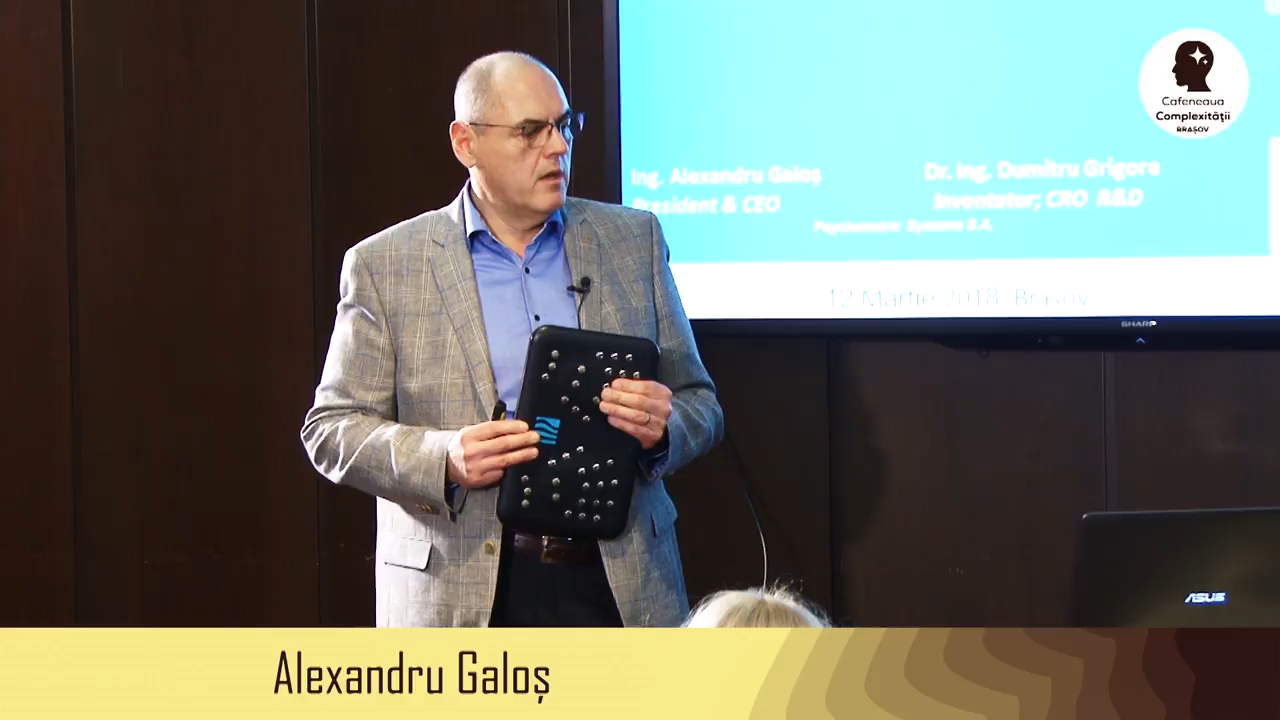 Cafeneaua
Complexității
BRAȘOV
Ing. Alexandru Galoș
President & CEO
Dr. Ing. Dumitru Grigore
Inventator; CRO R&D
Systems S.A.
12 Martie 2018, Brașov
SHARP
ASUS
Alexandru Galoș